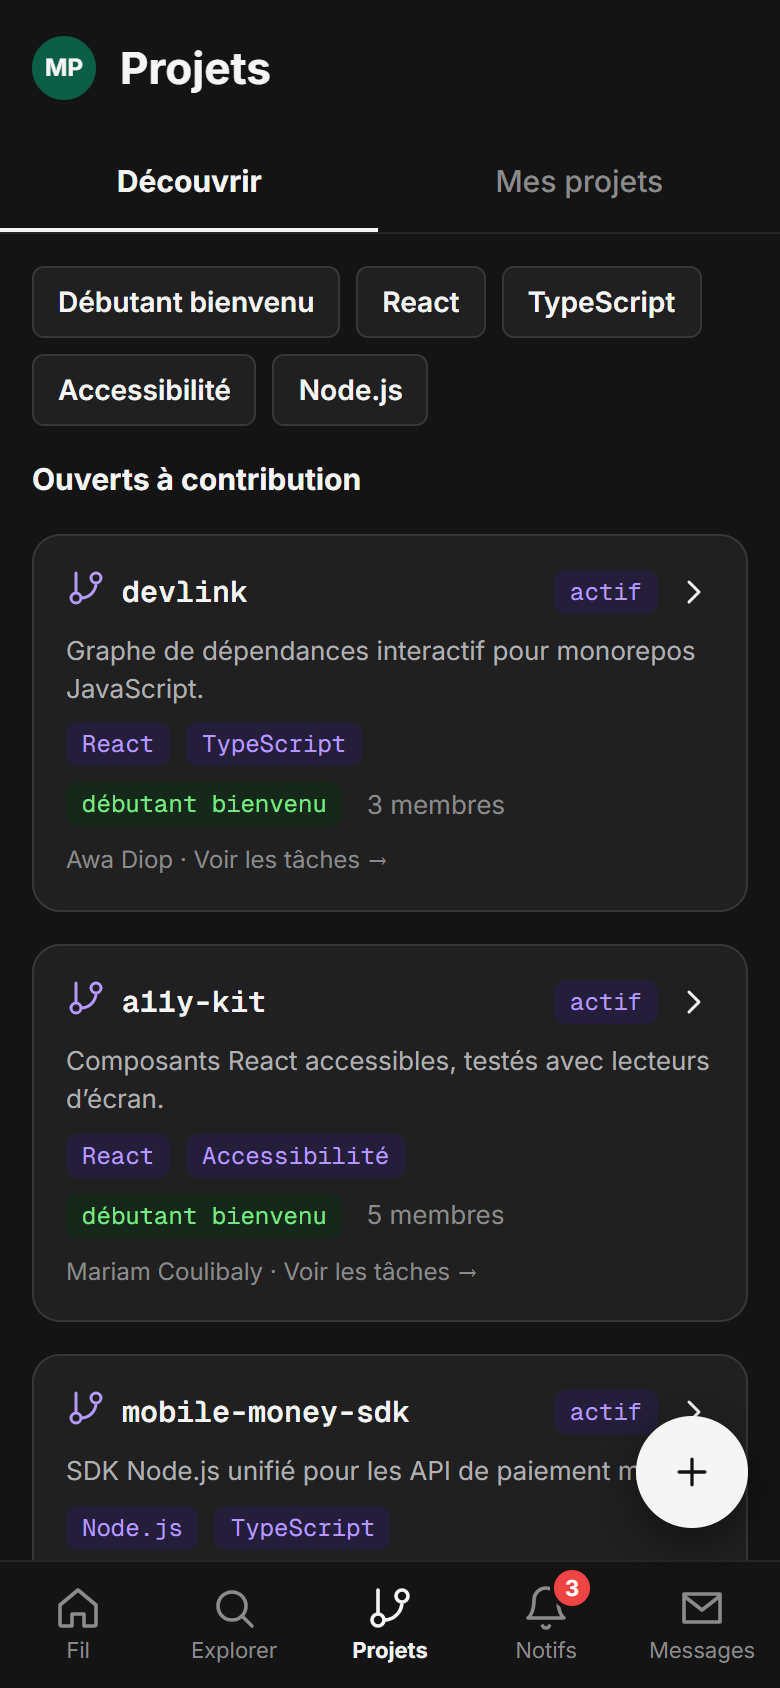 MP Projets
Découvrir Mes projets
Débutant bienvenu React TypeScript
Accessibilité Node.js
Ouverts à contribution
devlink actif
Graphe de dépendances interactif pour monorepos
JavaScript.
React TypeScript
débutant bienvenu 3 membres
Awa Diop · Voir les tâches →
a11y-kit actif
Composants React accessibles, testés avec lecteurs
d’écran.
React Accessibilité
débutant bienvenu 5 membres
Mariam Coulibaly · Voir les tâches →
mobile-money-sdk actif
SDK Node.js unifié pour les API de paiement
Node.js TypeScript
3
Fil Explorer Projets Notifs Messages